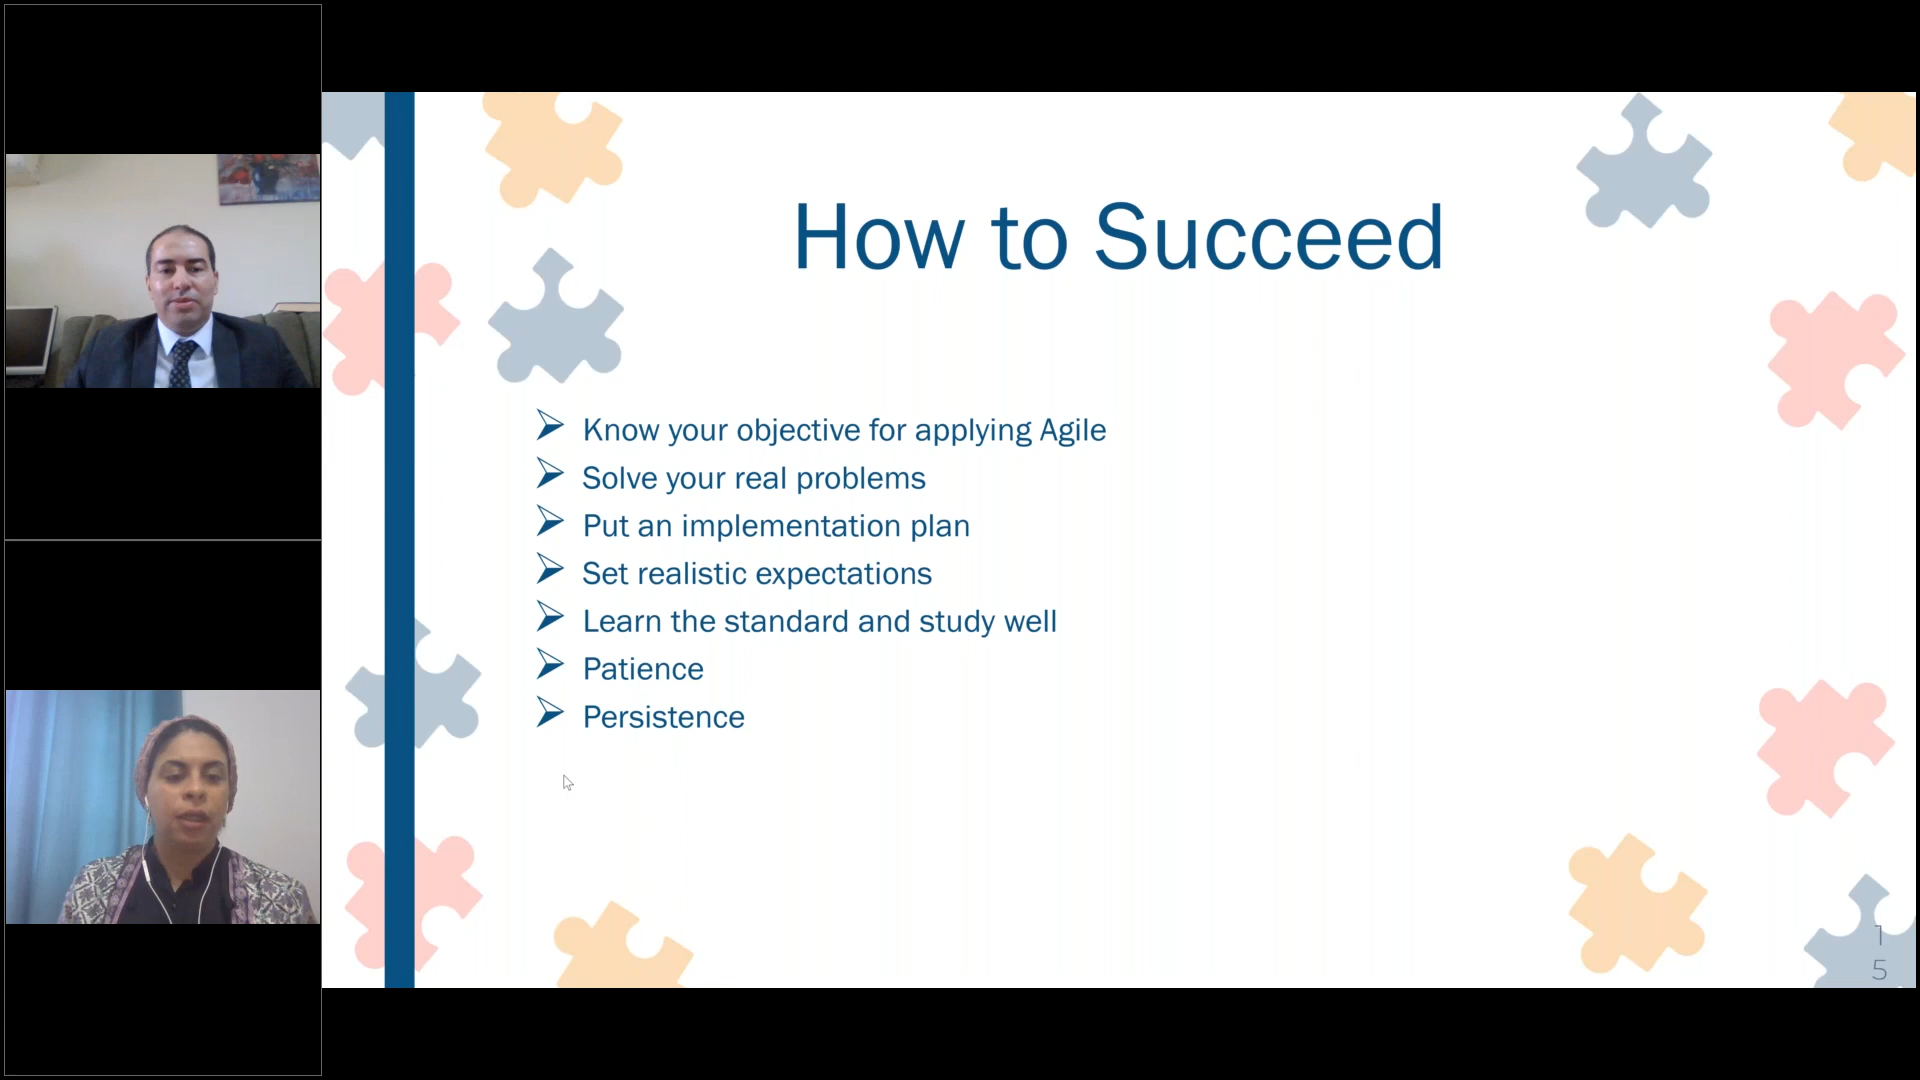 How to Succeed
Know your objective for applying Agile
Solve your real problems
Put an implementation plan
Set realistic expectations
Learn the standard and study well
Patience
Persistence
1
5